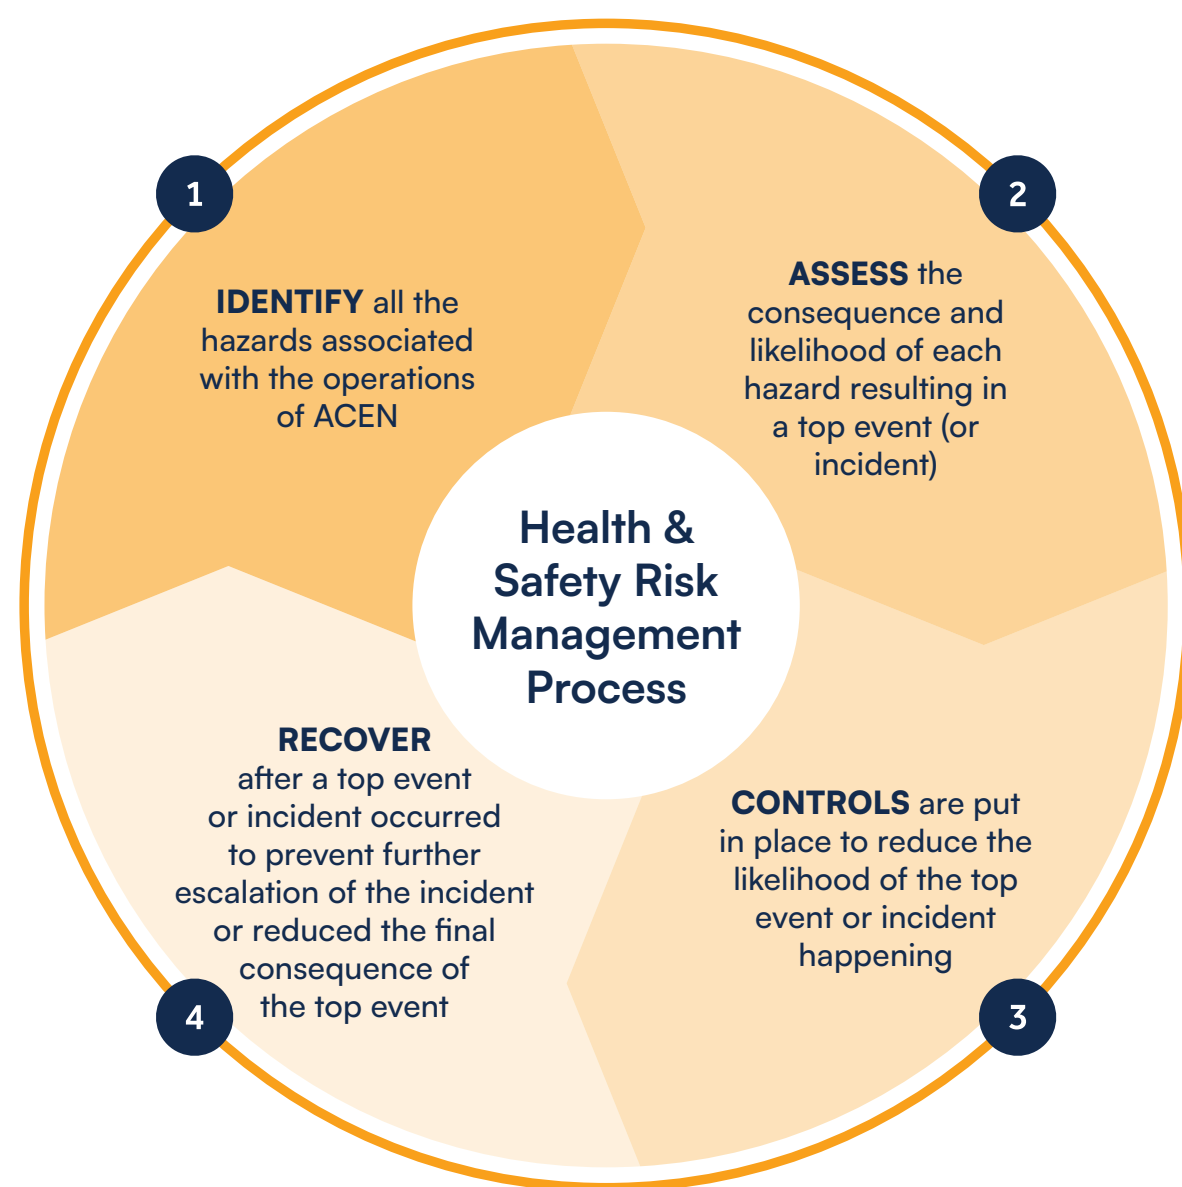 1
IDENTIFY all the
hazards associated
with the operations
of ACEN
2
ASSESS the
consequence and
likelihood of each
hazard resulting in
a top event (or
incident)
Health &
Safety Risk
Management
Process
3
CONTROLS are put
in place to reduce the
likelihood of the top
event or incident
happening
4
RECOVER
after a top event
or incident occurred
to prevent further
escalation of the incident
or reduced the final
consequence of
the top event